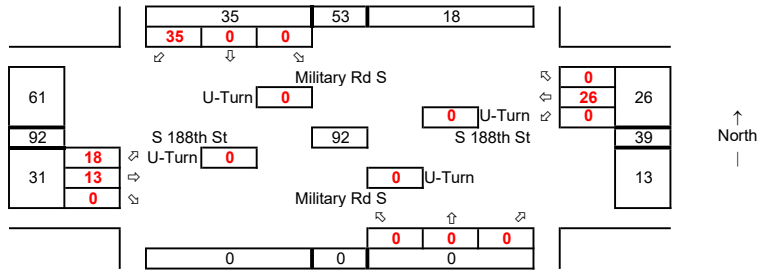 35 53 18
35 0 0
⬃ ⇩ ⬂
Military Rd S
U-Turn 0
⬁ 0
61
⇦ 26 26
0 U-Turn ⬃ 0
↑
92 S 188th St 92 S 188th St 39
North
18 ⬀ U-Turn 0
|
31 13 ⇨
0 U-Turn
13
0 ⬂
Military Rd S
⬁ ⇧ ⬀
0 0 0
0 0 0